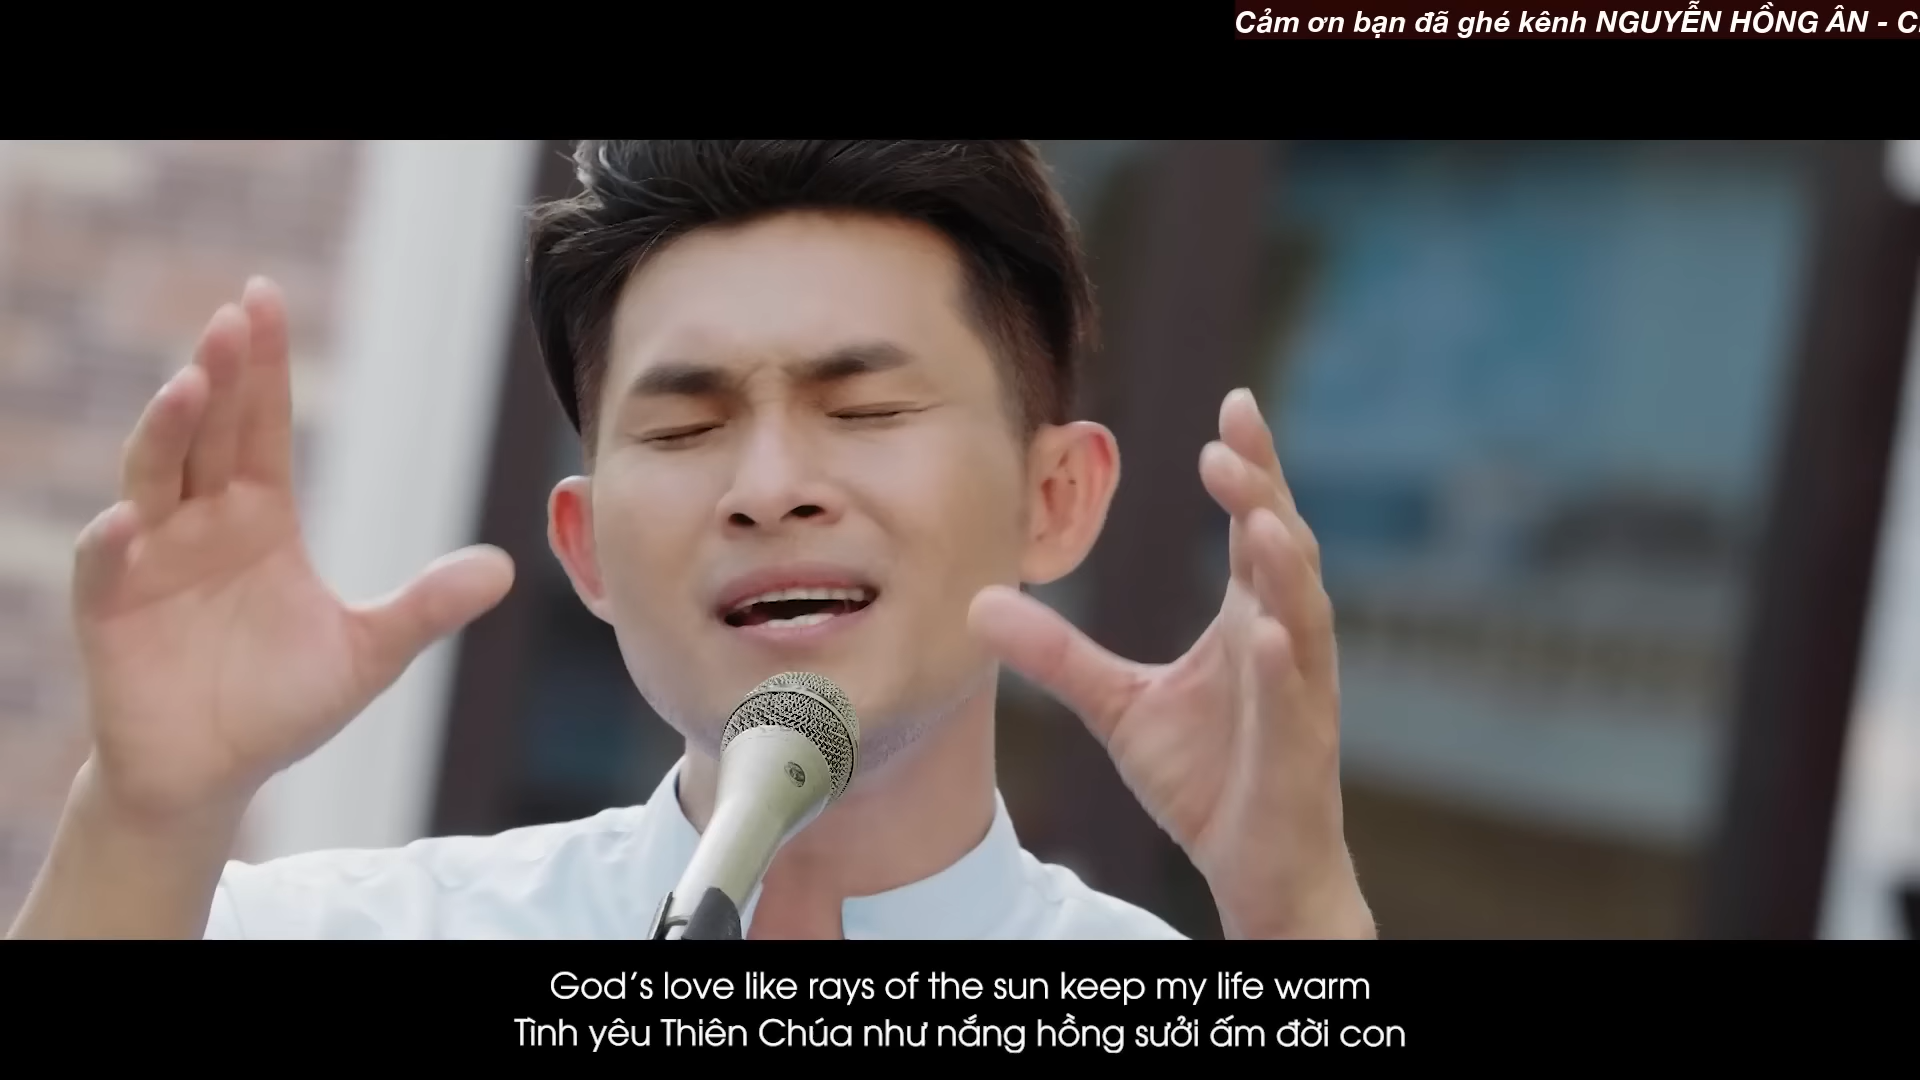 Cảm ơn bạn đã ghé kênh NGUYỄN HỒNG ÂN -
God's love like rays of the sun keep my life warm
Tình yêu Thiên Chúa như nắng hồng sưởi ấm đời con